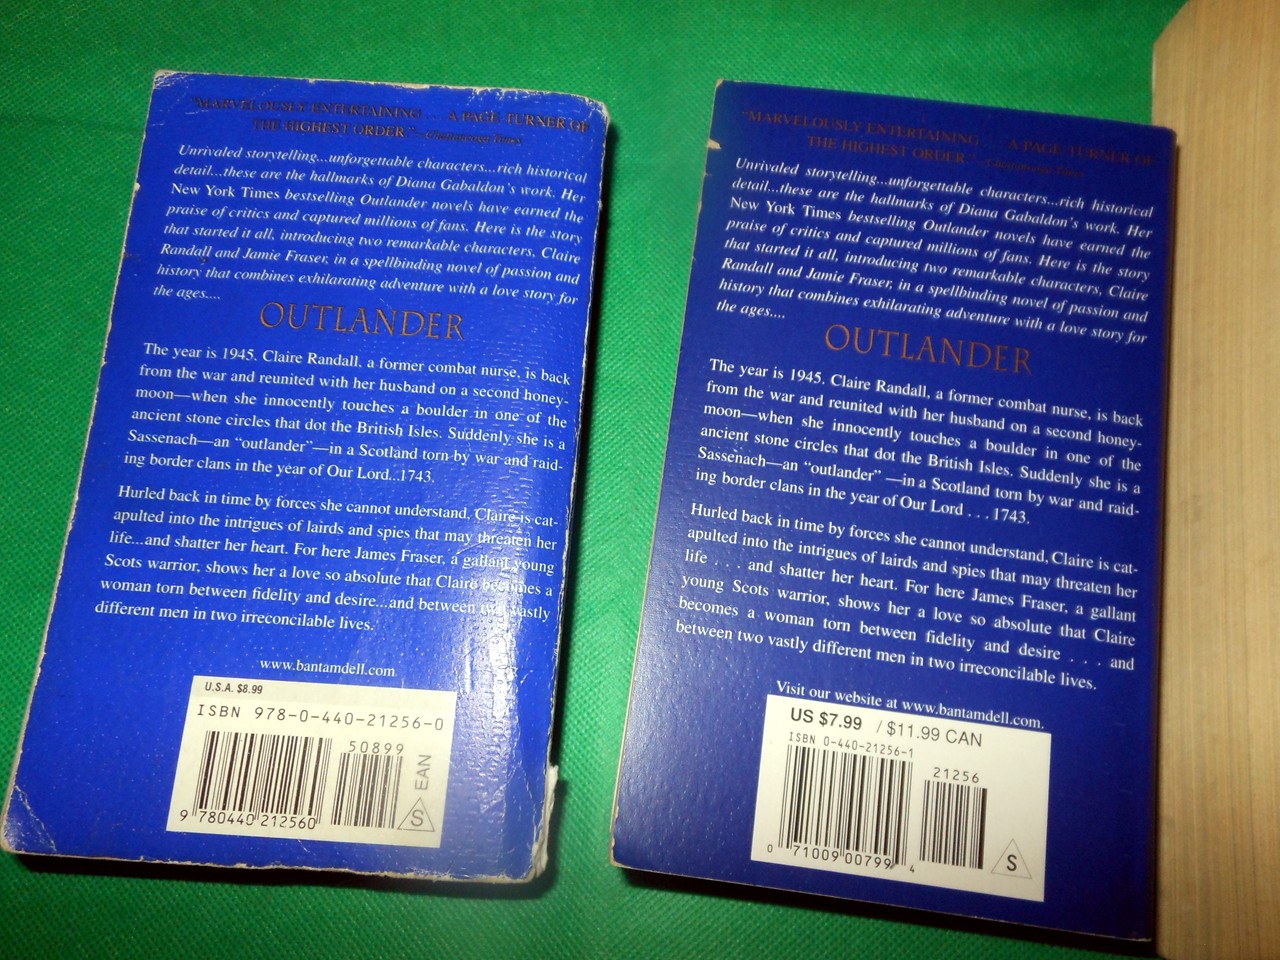 "MARVELOUSLY ENTERTAINING . . . A PAGE-TURNER OF
THE HIGHEST ORDER." —Chattanooga Times
Unrivaled storytelling...unforgettable characters...rich historical
detail...these are the hallmarks of Diana Gabaldon's work. Her
New York Times bestselling Outlander novels have earned the
praise of critics and captured millions of fans. Here is the story
that started it all, introducing two remarkable characters, Claire
Randall and Jamie Fraser, in a spellbinding novel of passion and
history that combines exhilarating adventure with a love story for
the ages....
OUTLANDER
The year is 1945. Claire Randall, a former combat nurse, is back
from the war and reunited with her husband on a second honey-
moon—when she innocently touches a boulder in one of the
ancient stone circles that dot the British Isles. Suddenly she is a
Sassenach—an "outlander"—in a Scotland torn by war and raid-
ing border clans in the year of Our Lord...1743.
Hurled back in time by forces she cannot understand, Claire is cat-
apulted into the intrigues of lairds and spies that may threaten her
life...and shatter her heart. For here James Fraser, a gallant young
Scots warrior, shows her a love so absolute that Claire becomes a
woman torn between fidelity and desire...and between two vastly
different men in two irreconcilable lives.
www.bantamdell.com
U.S.A. $8.99
ISBN 978-0-440-21256-0
50899
EAN
S
9 780440 212560
"MARVELOUSLY ENTERTAINING . . . A PAGE-TURNER OF
THE HIGHEST ORDER." —Chattanooga Times
Unrivaled storytelling...unforgettable characters...rich historical
detail...these are the hallmarks of Diana Gabaldon's work. Her
New York Times bestselling Outlander novels have earned the
praise of critics and captured millions of fans. Here is the story
that started it all, introducing two remarkable characters, Claire
Randall and Jamie Fraser, in a spellbinding novel of passion and
history that combines exhilarating adventure with a love story for
the ages....
OUTLANDER
The year is 1945. Claire Randall, a former combat nurse, is back
from the war and reunited with her husband on a second honey-
moon—when she innocently touches a boulder in one of the
ancient stone circles that dot the British Isles. Suddenly she is a
Sassenach—an "outlander" —in a Scotland torn by war and raid-
ing border clans in the year of Our Lord . . . 1743.
Hurled back in time by forces she cannot understand, Claire is cat-
apulted into the intrigues of lairds and spies that may threaten her
life . . . and shatter her heart. For here James Fraser, a gallant
young Scots warrior, shows her a love so absolute that Claire
becomes a woman torn between fidelity and desire . . . and
between two vastly different men in two irreconcilable lives.
Visit our website at www.bantamdell.com.
US $7.99 / $11.99 CAN
ISBN 0-440-21256-1
21256
S
0 71009 00799 4